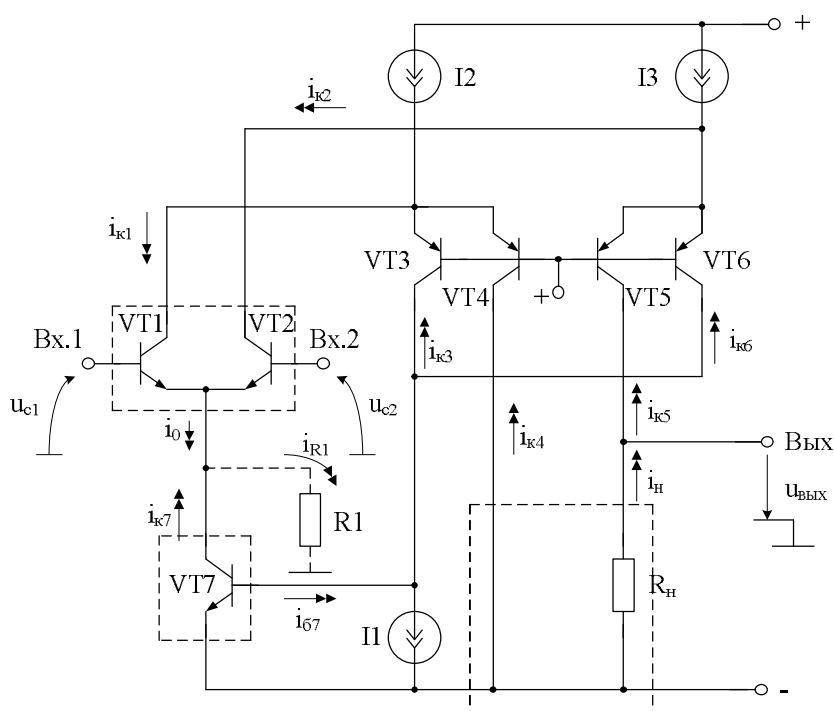 +
I2
I3
iк2
iк1
VT3
VT4
+
VT5
VT6
VT1
VT2
Вх.1
Вх.2
iк3
iк6
uс1
uс2
i0
iR1
iк4
iк5
Вых
iн
uвых
iк7
R1
VT7
Rн
iб7
I1
-